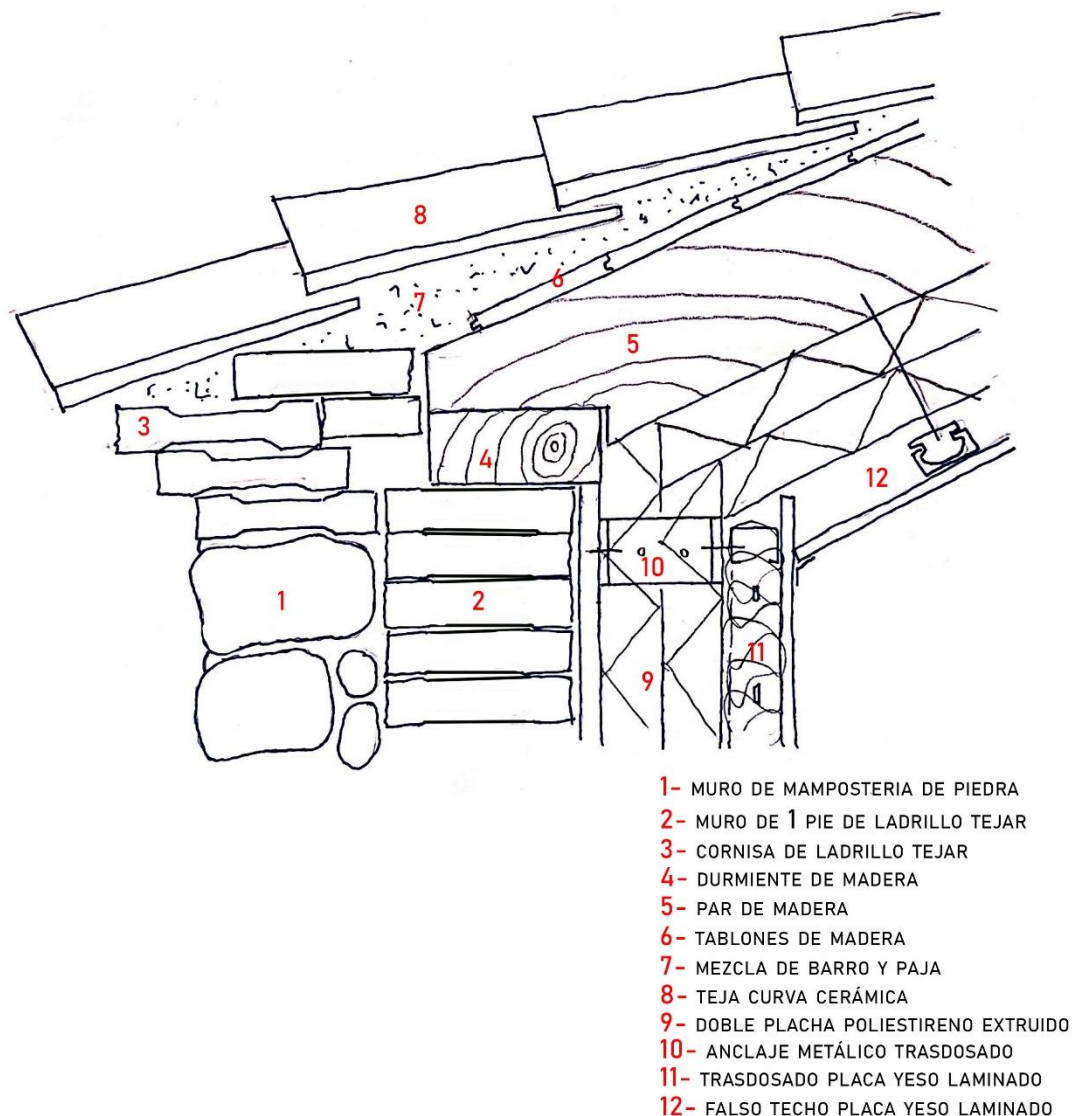 8
7
6
5
3
4
12
10
1
2
9
11
1- MURO DE MAMPOSTERIA DE PIEDRA
2- MURO DE 1 PIE DE LADRILLO TEJAR
3- CORNISA DE LADRILLO TEJAR
4- DURMIENTE DE MADERA
5- PAR DE MADERA
6- TABLONES DE MADERA
7- MEZCLA DE BARRO Y PAJA
8- TEJA CURVA CERÁMICA
9- DOBLE PLACHA POLIESTIRENO EXTRUIDO
10- ANCLAJE METÁLICO TRASDOSADO
11- TRASDOSADO PLACA YESO LAMINADO
12- FALSO TECHO PLACA YESO LAMINADO